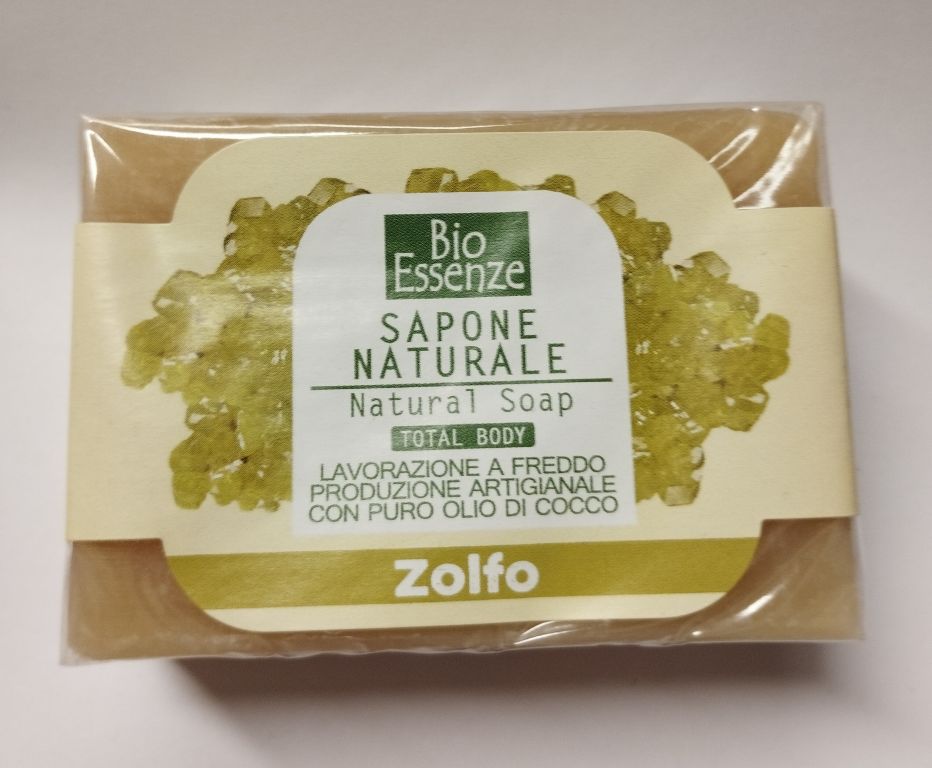 Bio
Essenze
SAPONE
NATURALE
Natural Soap
TOTAL BODY
LAVORAZIONE A FREDDO
PRODUZIONE ARTIGIANALE
CON PURO OLIO DI COCCO
Zolfo